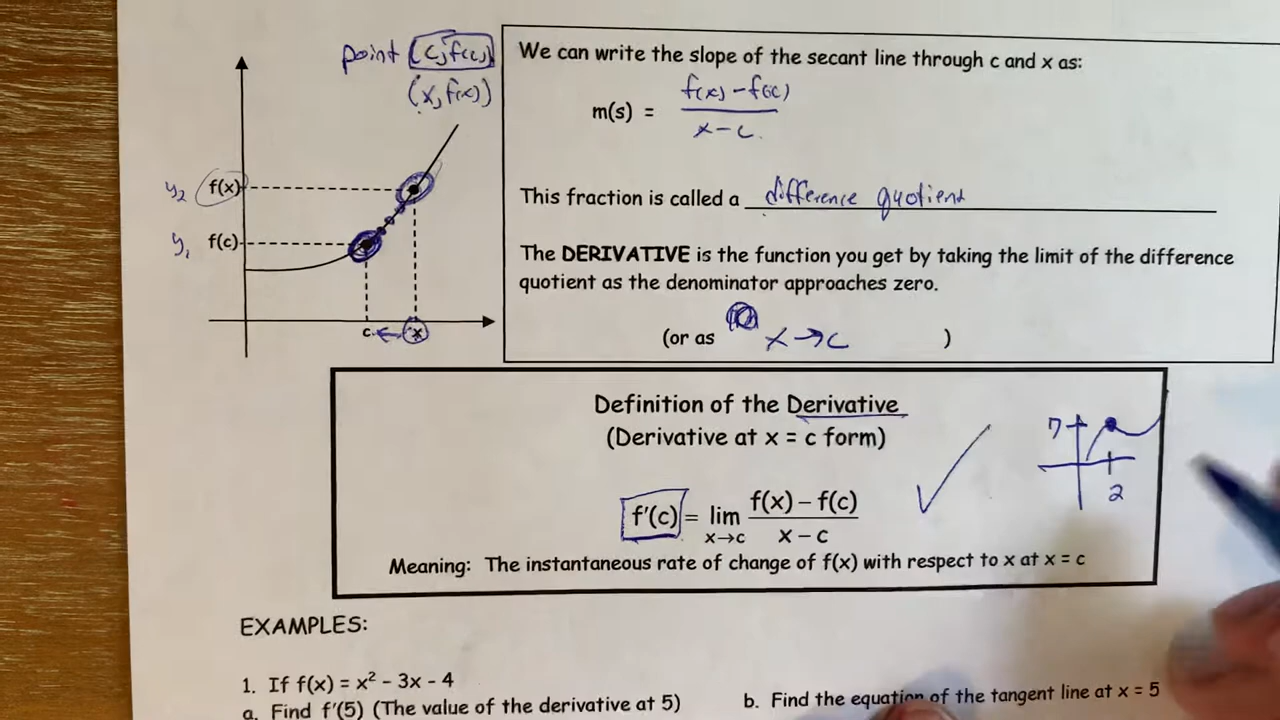 point (c, f(c))
(x, f(x))
y₂ f(x)
y₁ f(c)
c ← x
We can write the slope of the secant line through c and x as:
m(s) = f(x) – f(c)
x – c
This fraction is called a difference quotient
The DERIVATIVE is the function you get by taking the limit of the difference
quotient as the denominator approaches zero.
(or as x → c )
Definition of the Derivative
(Derivative at x = c form)
f'(c) = lim f(x) – f(c)
x→c x – c
Meaning: The instantaneous rate of change of f(x) with respect to x at x = c
7
2
EXAMPLES:
1. If f(x) = x² - 3x - 4
a. Find f'(5) (The value of the derivative at 5)
b. Find the equation of the tangent line at x = 5